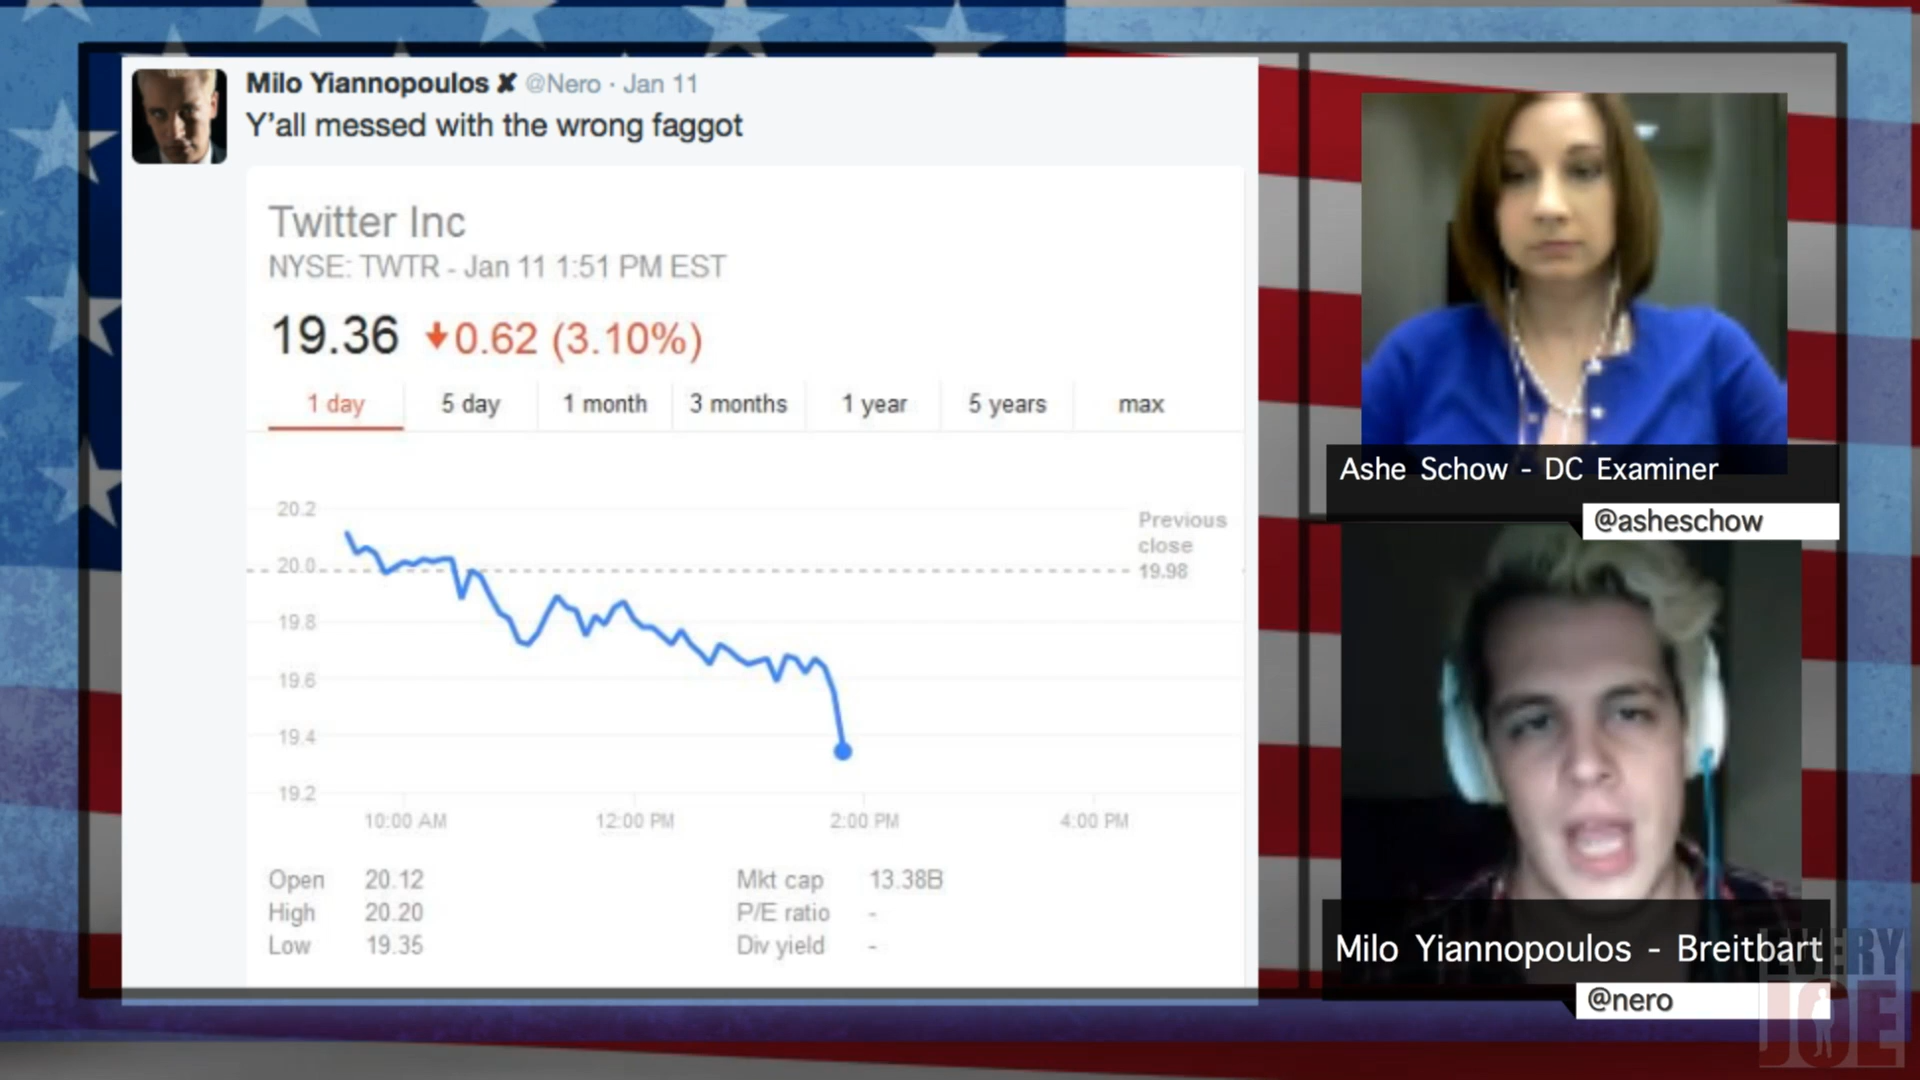 Milo Yiannopoulos ✘ @Nero · Jan 11
Y'all messed with the wrong faggot
Twitter Inc
NYSE: TWTR - Jan 11 1:51 PM EST
19.36 ↓0.62 (3.10%)
1 day 5 day 1 month 3 months 1 year 5 years max
20.2
20.0
19.8
19.6
19.4
19.2
Previous
close
19.98
10:00 AM 12:00 PM 2:00 PM 4:00 PM
Open 20.12 Mkt cap 13.38B
High 20.20 P/E ratio -
Low 19.35 Div yield -
Ashe Schow - DC Examiner
@asheschow
Milo Yiannopoulos - Breitbart
@nero
EVERY
JOE